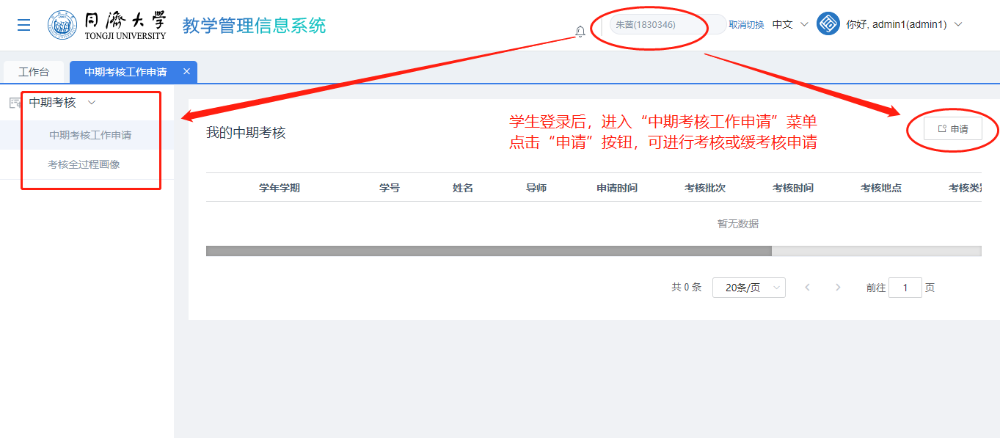 同濟大学
TONGJI UNIVERSITY
教学管理信息系统
朱茵(1830346)
取消切换
中文
你好, admin1(admin1)
工作台
中期考核工作申请
中期考核
中期考核工作申请
考核全过程画像
我的中期考核
学生登录后，进入“中期考核工作申请”菜单
点击“申请”按钮，可进行考核或缓考核申请
申请
学年学期 学号 姓名 导师 申请时间 考核批次 考核时间 考核地点 考核类
暂无数据
共 0 条 20条/页 前往 1 页